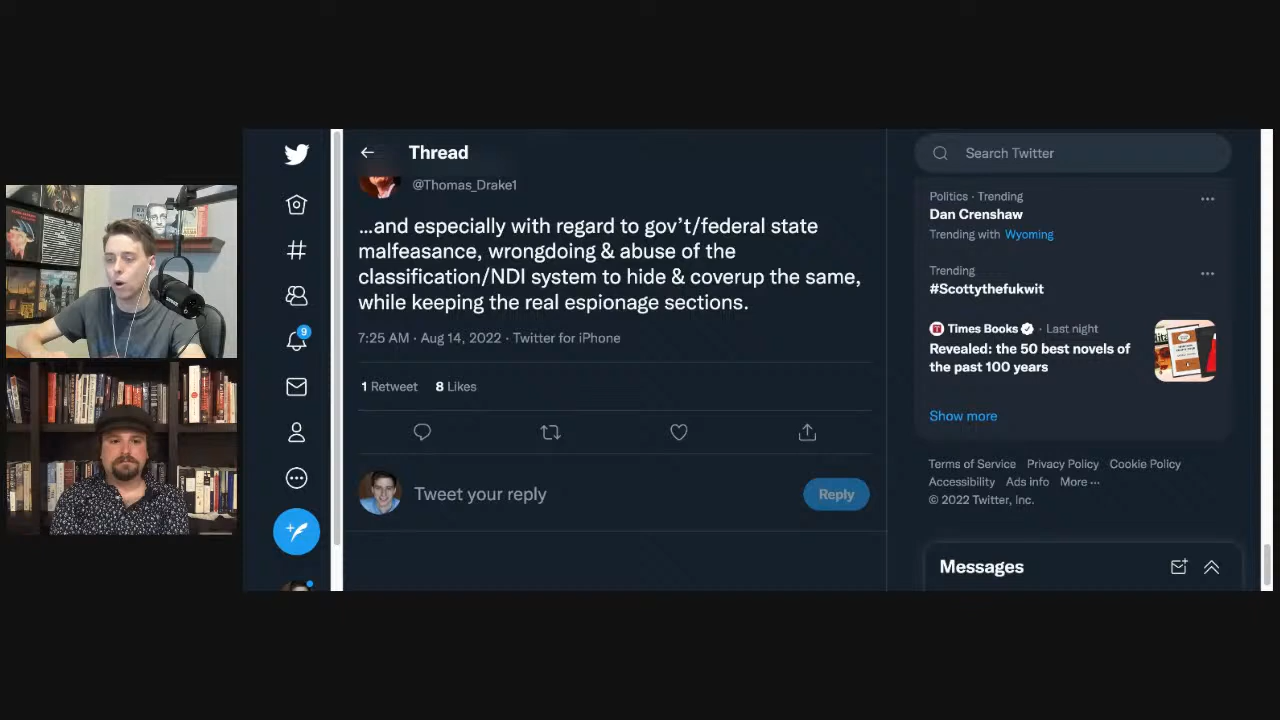 Thread
@Thomas_Drake1
…and especially with regard to gov't/federal state
malfeasance, wrongdoing & abuse of the
classification/NDI system to hide & coverup the same,
while keeping the real espionage sections.
7:25 AM · Aug 14, 2022 · Twitter for iPhone
1 Retweet 8 Likes
Tweet your reply
Reply
9
Search Twitter
Politics · Trending
Dan Crenshaw
Trending with Wyoming
Trending
#Scottythefukwit
Times Books · Last night
Revealed: the 50 best novels of
the past 100 years
Show more
Terms of Service Privacy Policy Cookie Policy
Accessibility Ads info More ···
© 2022 Twitter, Inc.
Messages